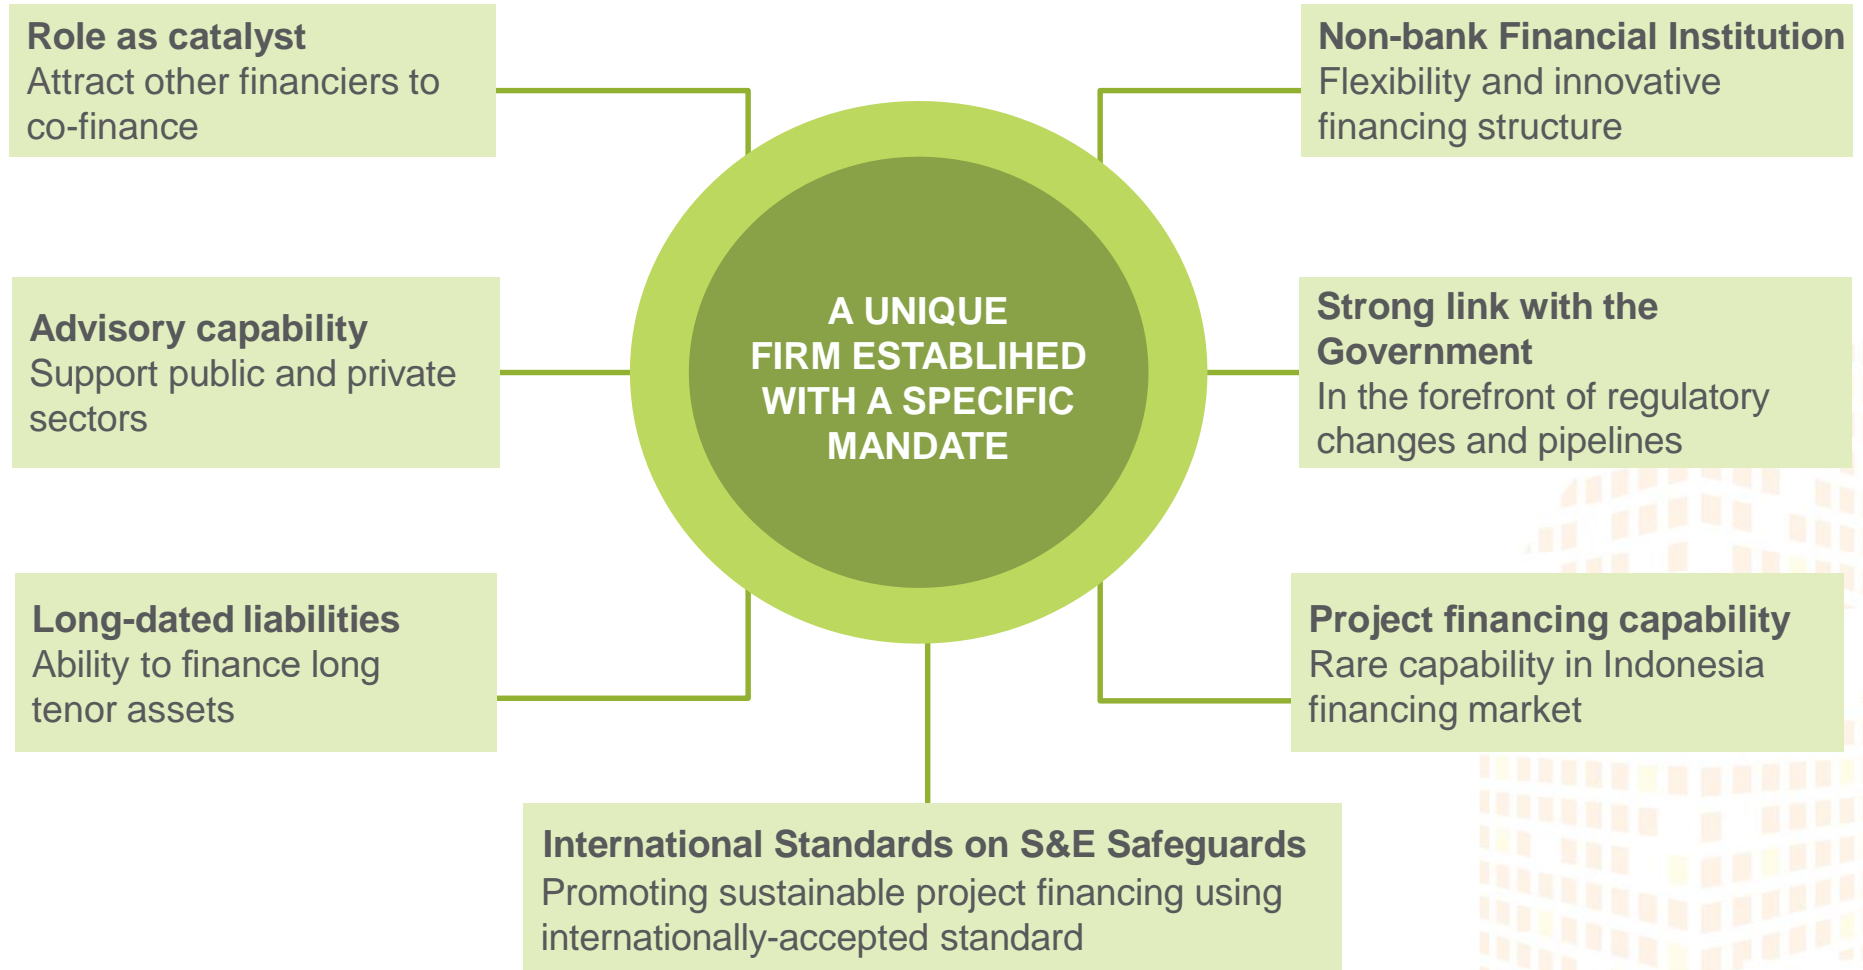 Role as catalyst
Attract other financiers to
co-finance
Non-bank Financial Institution
Flexibility and innovative
financing structure
Advisory capability
Support public and private
sectors
A UNIQUE
FIRM ESTABLIHED
WITH A SPECIFIC
MANDATE
Strong link with the
Government
In the forefront of regulatory
changes and pipelines
Long-dated liabilities
Ability to finance long
tenor assets
Project financing capability
Rare capability in Indonesia
financing market
International Standards on S&E Safeguards
Promoting sustainable project financing using
internationally-accepted standard